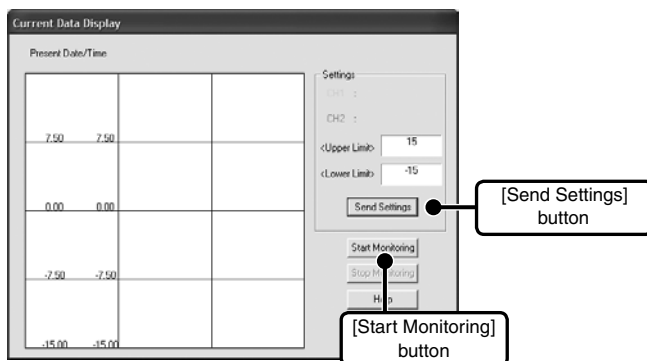 Current Data Display
Present Date/Time
Settings
CH1 :
CH2 :
<Upper Limit> 15
<Lower Limit> -15
7.50 7.50
0.00 0.00
-7.50 -7.50
-15.00 -15.00
Send Settings
[Send Settings]
button
Start Monitoring
Stop Monitoring
[Start Monitoring]
button